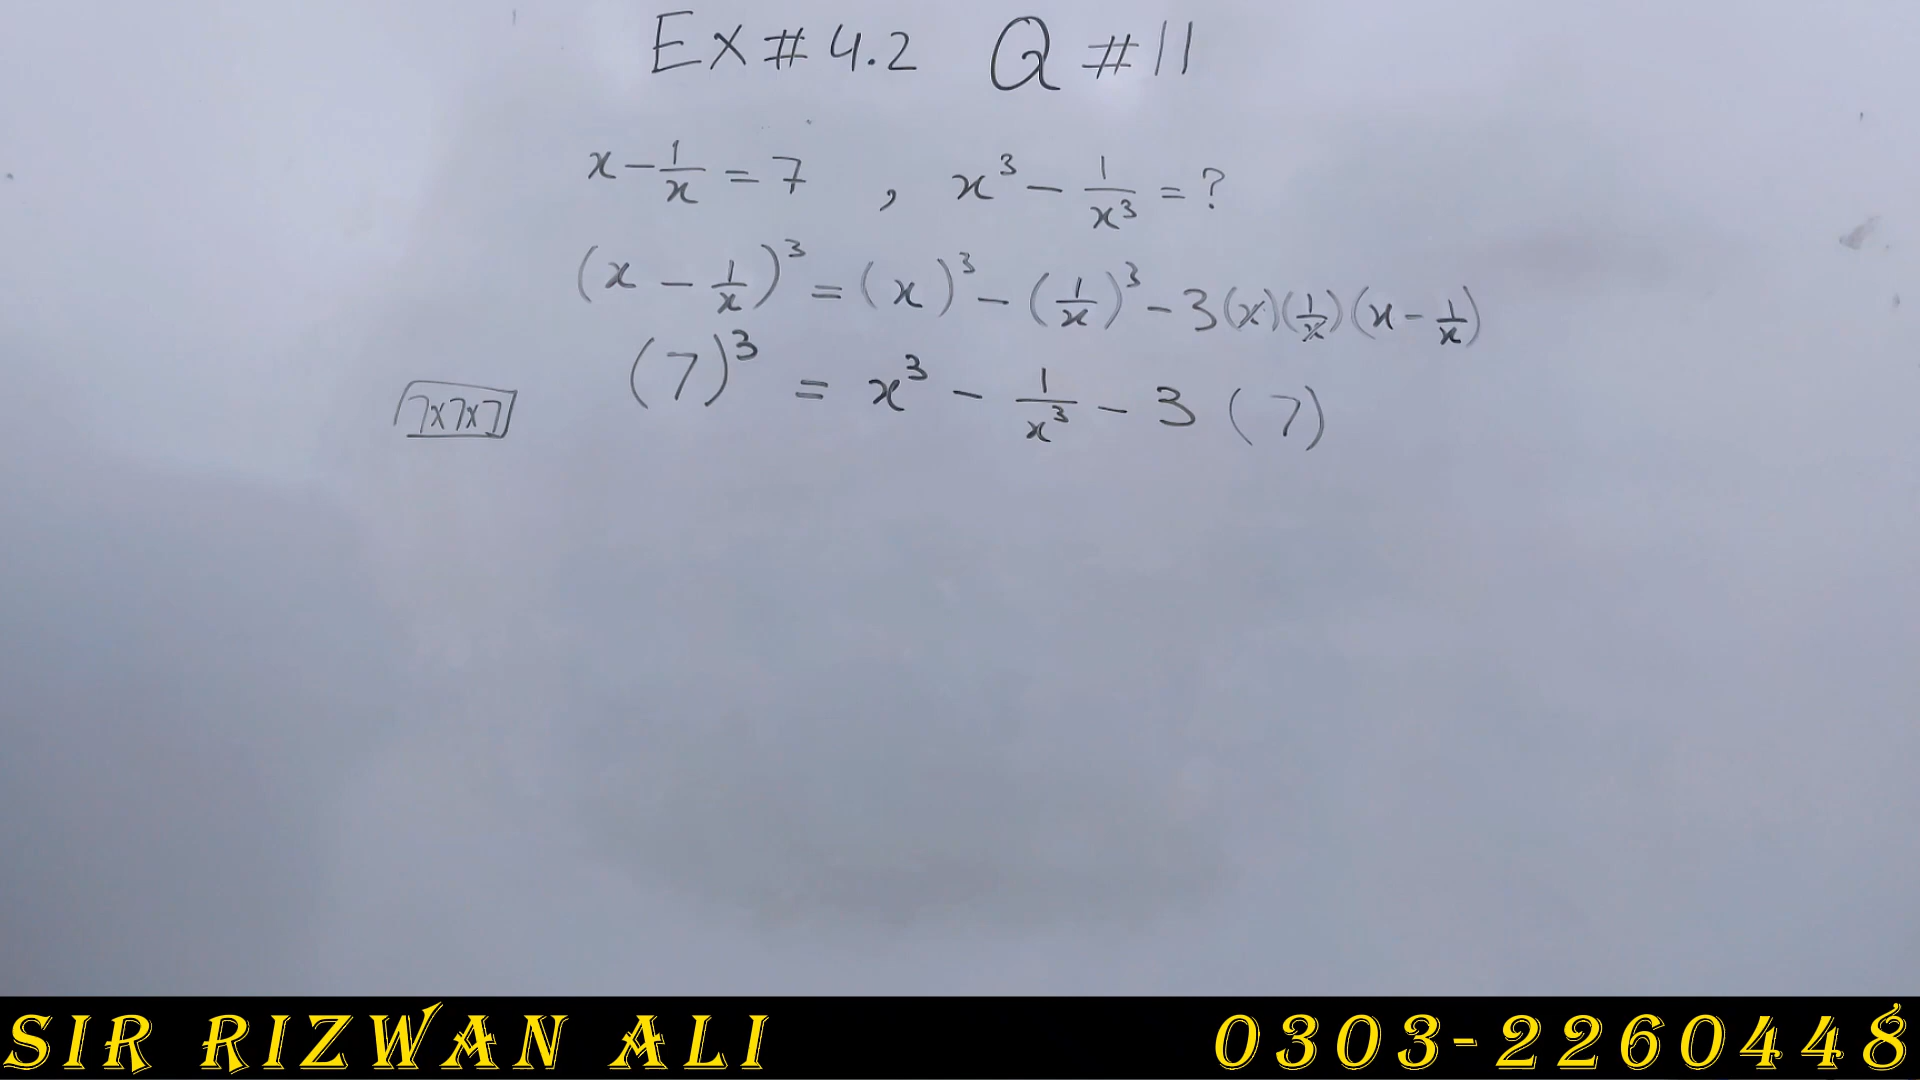 Ex # 4.2 Q # 11
x - 1/x = 7 , x³ - 1/x³ = ?
(x - 1/x)³ = (x)³ - (1/x)³ - 3(x)(1/x)(x - 1/x)
(7)³ = x³ - 1/x³ - 3 (7)
7x7x7
SIR RIZWAN ALI 0303-2260448